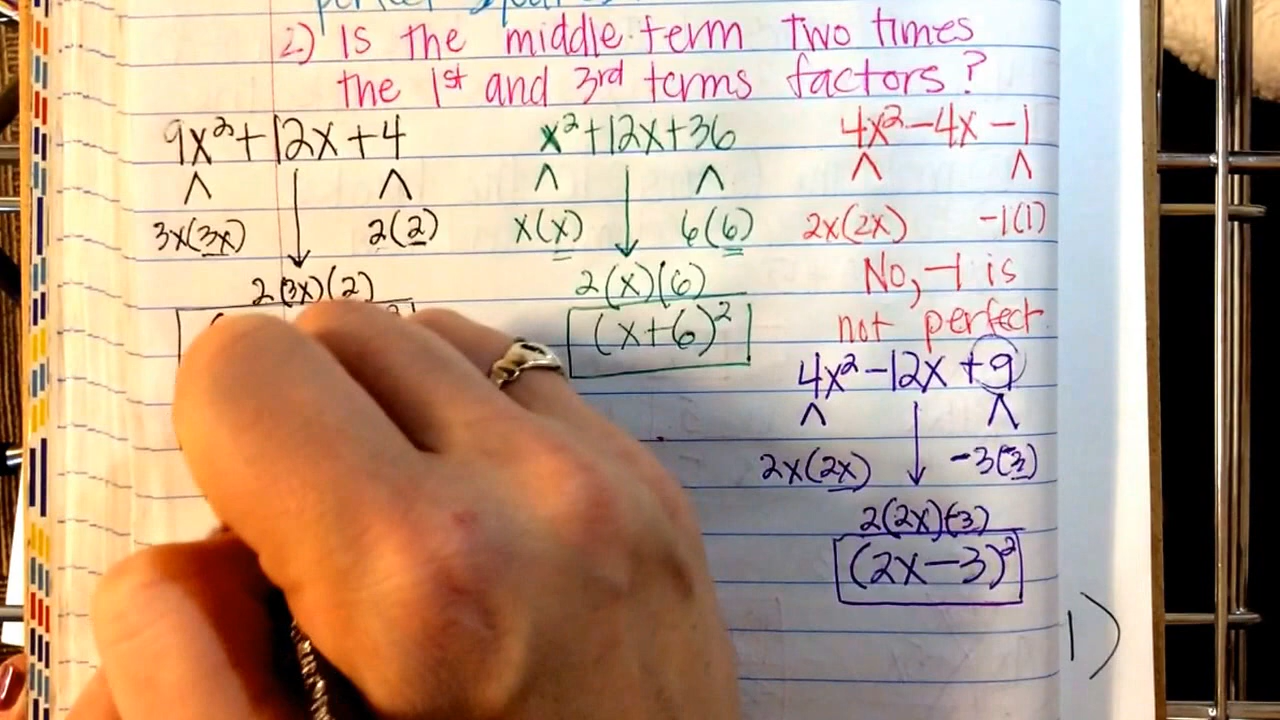 perfect squares
2) Is the middle term two times
the 1st and 3rd terms factors?
9x²+12x+4
3x(3x) 2(2)
2(3x)(2)
x²+12x+36
x(x) 6(6)
2(x)(6)
(x+6)²
4x²-4x-1
2x(2x) -1(1)
No, -1 is
not perfect
4x²-12x+9
2x(2x) -3(-3)
2(2x)(-3)
(2x-3)²
1)